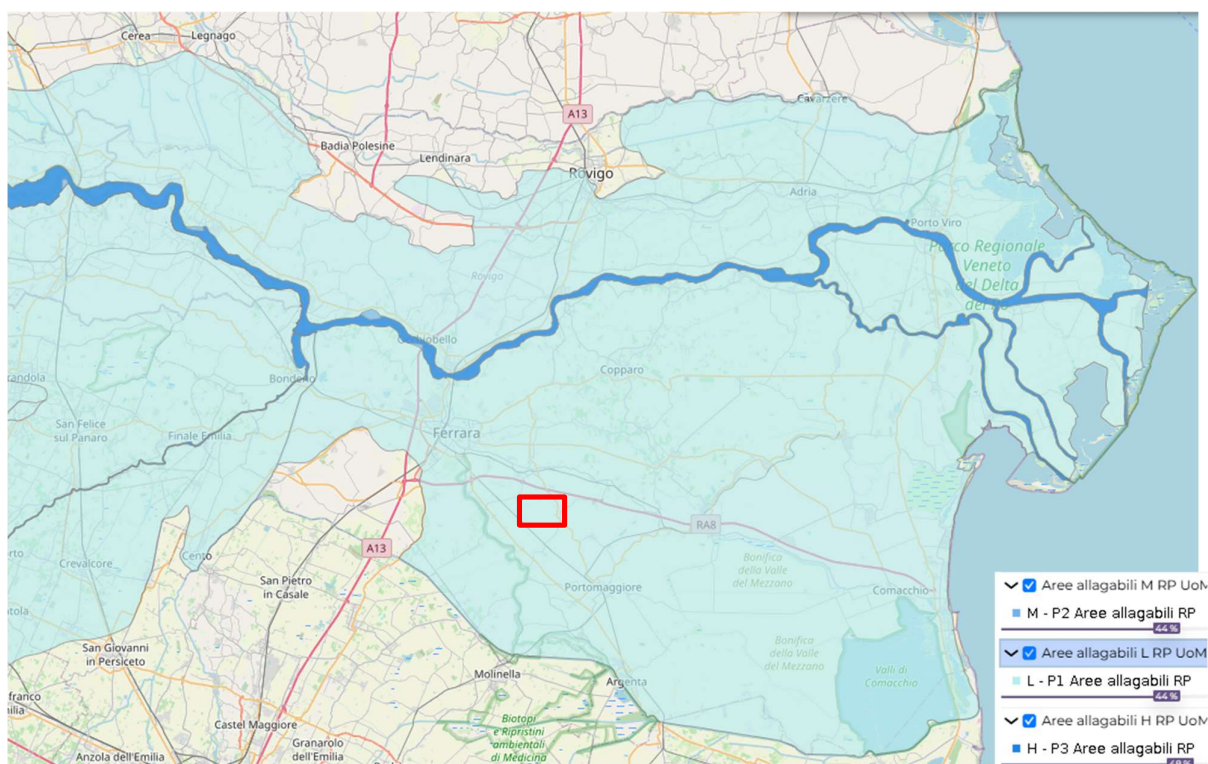 Cerea
Legnago
Cavarzere
A13
Badia Polesine
Lendinara
Rovigo
Adria
Porto Viro
Parco Regionale
Veneto
del Delta
del Po
Rovigo
Occhiobello
Copparo
Bondeno
randola
San Felice
sul Panaro
Finale Emilia
Ferrara
RA8
A13
Cento
Crevalcore
San Pietro
in Casale
Bonifica
della Valle
del Mezzano
Portomaggiore
Comacchio
San Giovanni
in Persiceto
Bonifica
della Valle
del Mezzano
Valli di
Comacchio
Molinella
Argenta
Castel Maggiore
Biotopi
e Ripristini
ambientali
di Medicina
Granarolo
dell'Emilia
Anzola dell'Emilia
Aree allagabili M RP UoM
M - P2 Aree allagabili RP
44 %
Aree allagabili L RP UoM
L - P1 Aree allagabili RP
44 %
Aree allagabili H RP UoM
H - P3 Aree allagabili RP